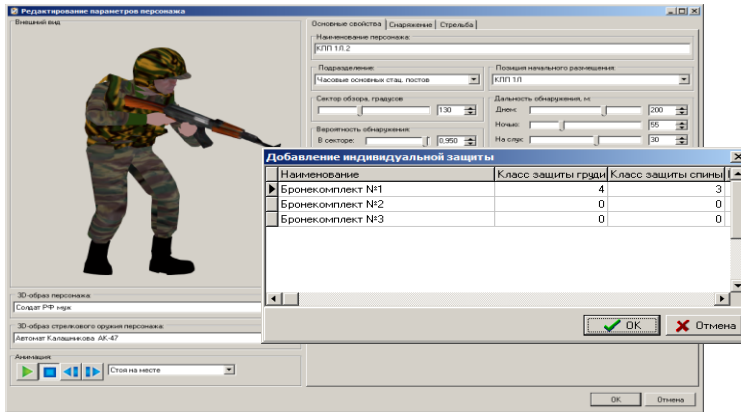 Редактирование параметров персонажа
Внешний вид
Основные свойства Снаряжение Стрельба
Наименование персонажа:
КПП 1Л.2
Подразделение: Позиция начального размещения:
Часовые основных стац. постов КПП 1Л
Сектор обзора, градусов 130
Дальность обнаружения, м:
Днем: 200
Ночью: 55
На слух: 30
Вероятность обнаружения:
В секторе: 0,950
Добавление индивидуальной защиты
Наименование Класс защиты груди Класс защиты спины
Бронекомплект №1 4 3
Бронекомплект №2 0 0
Бронекомплект №3 0 0
OK Отмена
3D-образ персонажа:
Солдат РФ муж
3D-образ стрелкового оружия персонажа:
Автомат Калашникова АК-47
Анимация:
Стоя на месте
OK Отмена